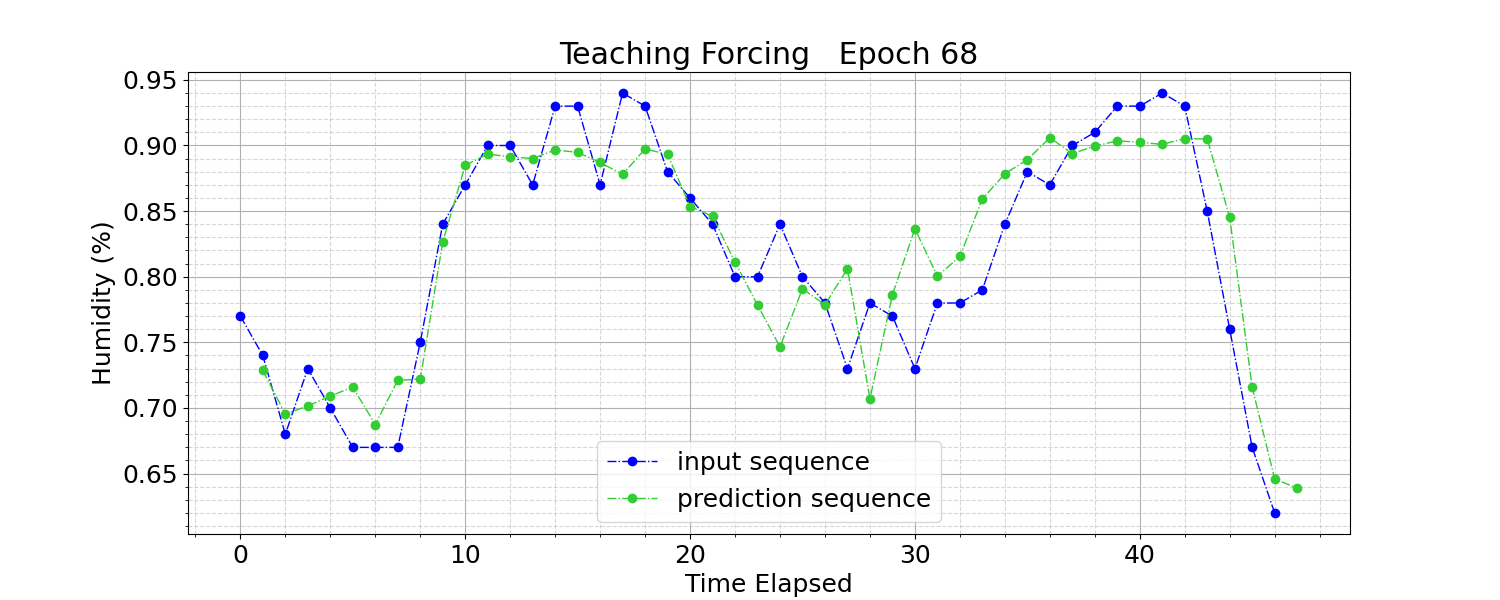 Teaching Forcing   Epoch 68
0.95
0.90
0.85
0.80
0.75
0.70
0.65
Humidity (%)
input sequence
prediction sequence
0 10 20 30 40
Time Elapsed